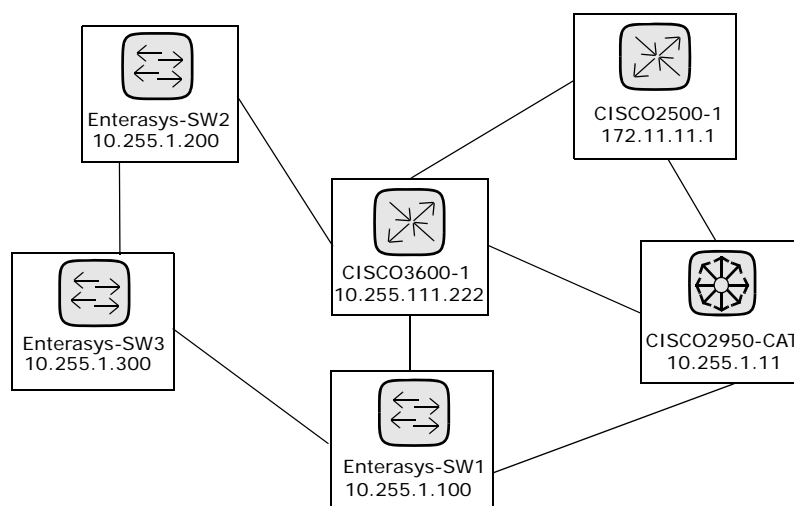 Enterasys-SW2
10.255.1.200
CISCO2500-1
172.11.11.1
CISCO3600-1
10.255.111.222
Enterasys-SW3
10.255.1.300
CISCO2950-CAT
10.255.1.11
Enterasys-SW1
10.255.1.100